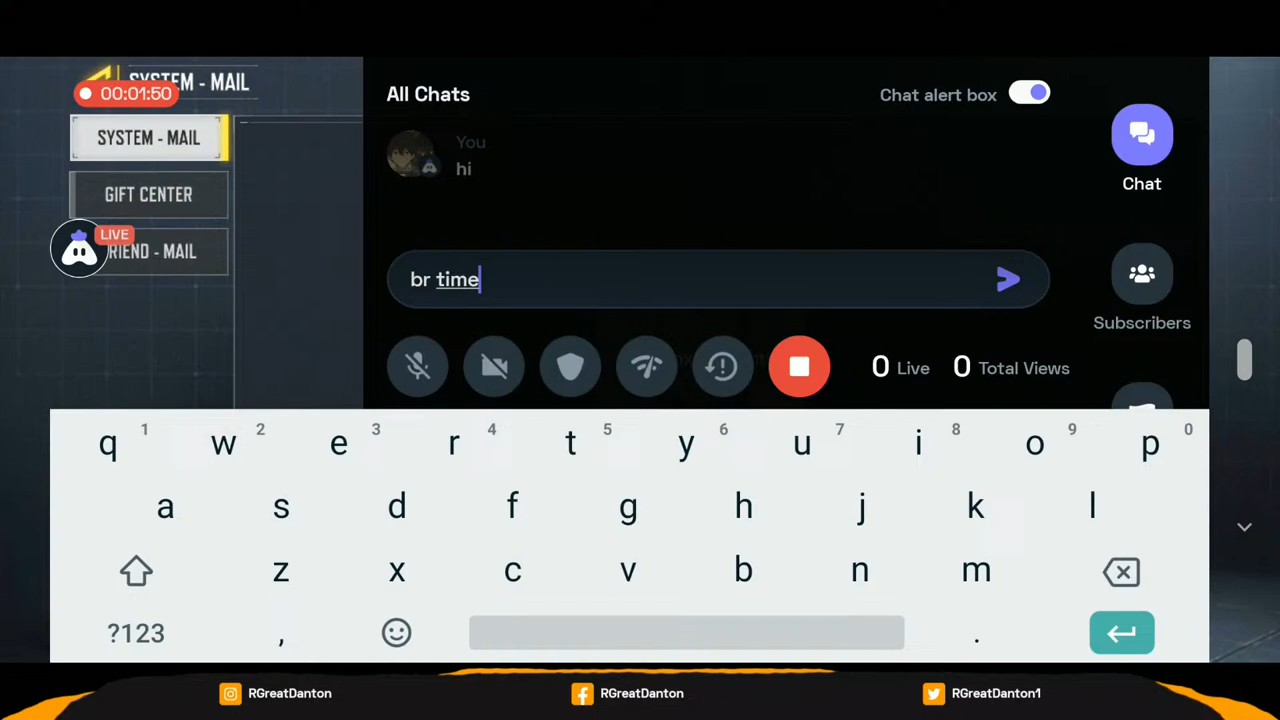 SYSTEM - MAIL
00:01:50
SYSTEM - MAIL
GIFT CENTER
LIVE
RIEND - MAIL
All Chats
Chat alert box
You
hi
Chat
br time
Subscribers
0 Live
0 Total Views
q 1 w 2 e 3 r 4 t 5 y 6 u 7 i 8 o 9 p 0
a s d f g h j k l
z x c v b n m
?123 , .
RGreatDanton
RGreatDanton
RGreatDanton1